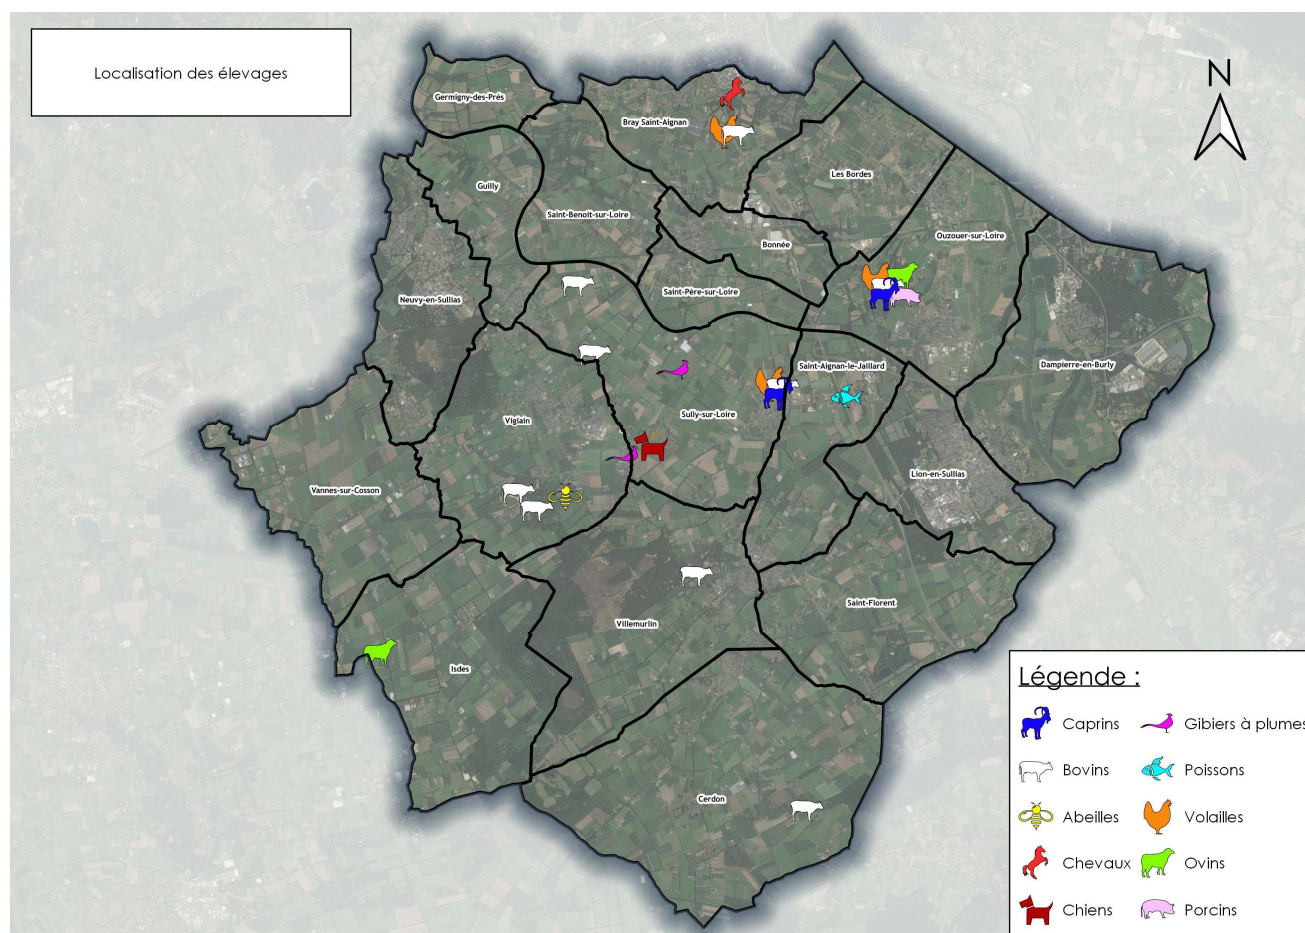 Localisation des élevages
N
Germigny-des-Prés
Bray Saint-Aignan
Les Bordes
Guilly
Saint-Benoit-sur-Loire
Bonnée
Ouzouer-sur-Loire
Neuvy-en-Sullias
Saint-Père-sur-Loire
Saint-Aignan-le-Jaillard
Dampierre-en-Burly
Viglain
Sully-sur-Loire
Vannes-sur-Cosson
Lion-en-Sullias
Villemurlin
Saint-Florent
Isdes
Cerdon
Légende :
Caprins
Gibiers à plumes
Bovins
Poissons
Abeilles
Volailles
Chevaux
Ovins
Chiens
Porcins